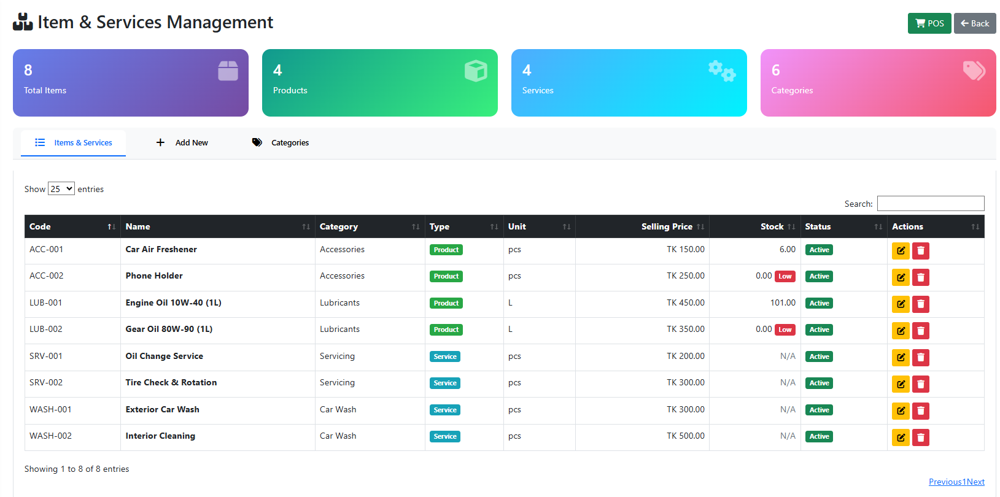 Item & Services Management
POS
Back
8
Total Items
4
Products
4
Services
6
Categories
Items & Services
Add New
Categories
Show 25 entries
Search:
Code Name Category Type Unit Selling Price Stock Status Actions
ACC-001 Car Air Freshener Accessories Product pcs TK 150.00 6.00 Active
ACC-002 Phone Holder Accessories Product pcs TK 250.00 0.00 Low Active
LUB-001 Engine Oil 10W-40 (1L) Lubricants Product L TK 450.00 101.00 Active
LUB-002 Gear Oil 80W-90 (1L) Lubricants Product L TK 350.00 0.00 Low Active
SRV-001 Oil Change Service Servicing Service pcs TK 200.00 N/A Active
SRV-002 Tire Check & Rotation Servicing Service pcs TK 300.00 N/A Active
WASH-001 Exterior Car Wash Car Wash Service pcs TK 300.00 N/A Active
WASH-002 Interior Cleaning Car Wash Service pcs TK 500.00 N/A Active
Showing 1 to 8 of 8 entries
Previous1Next